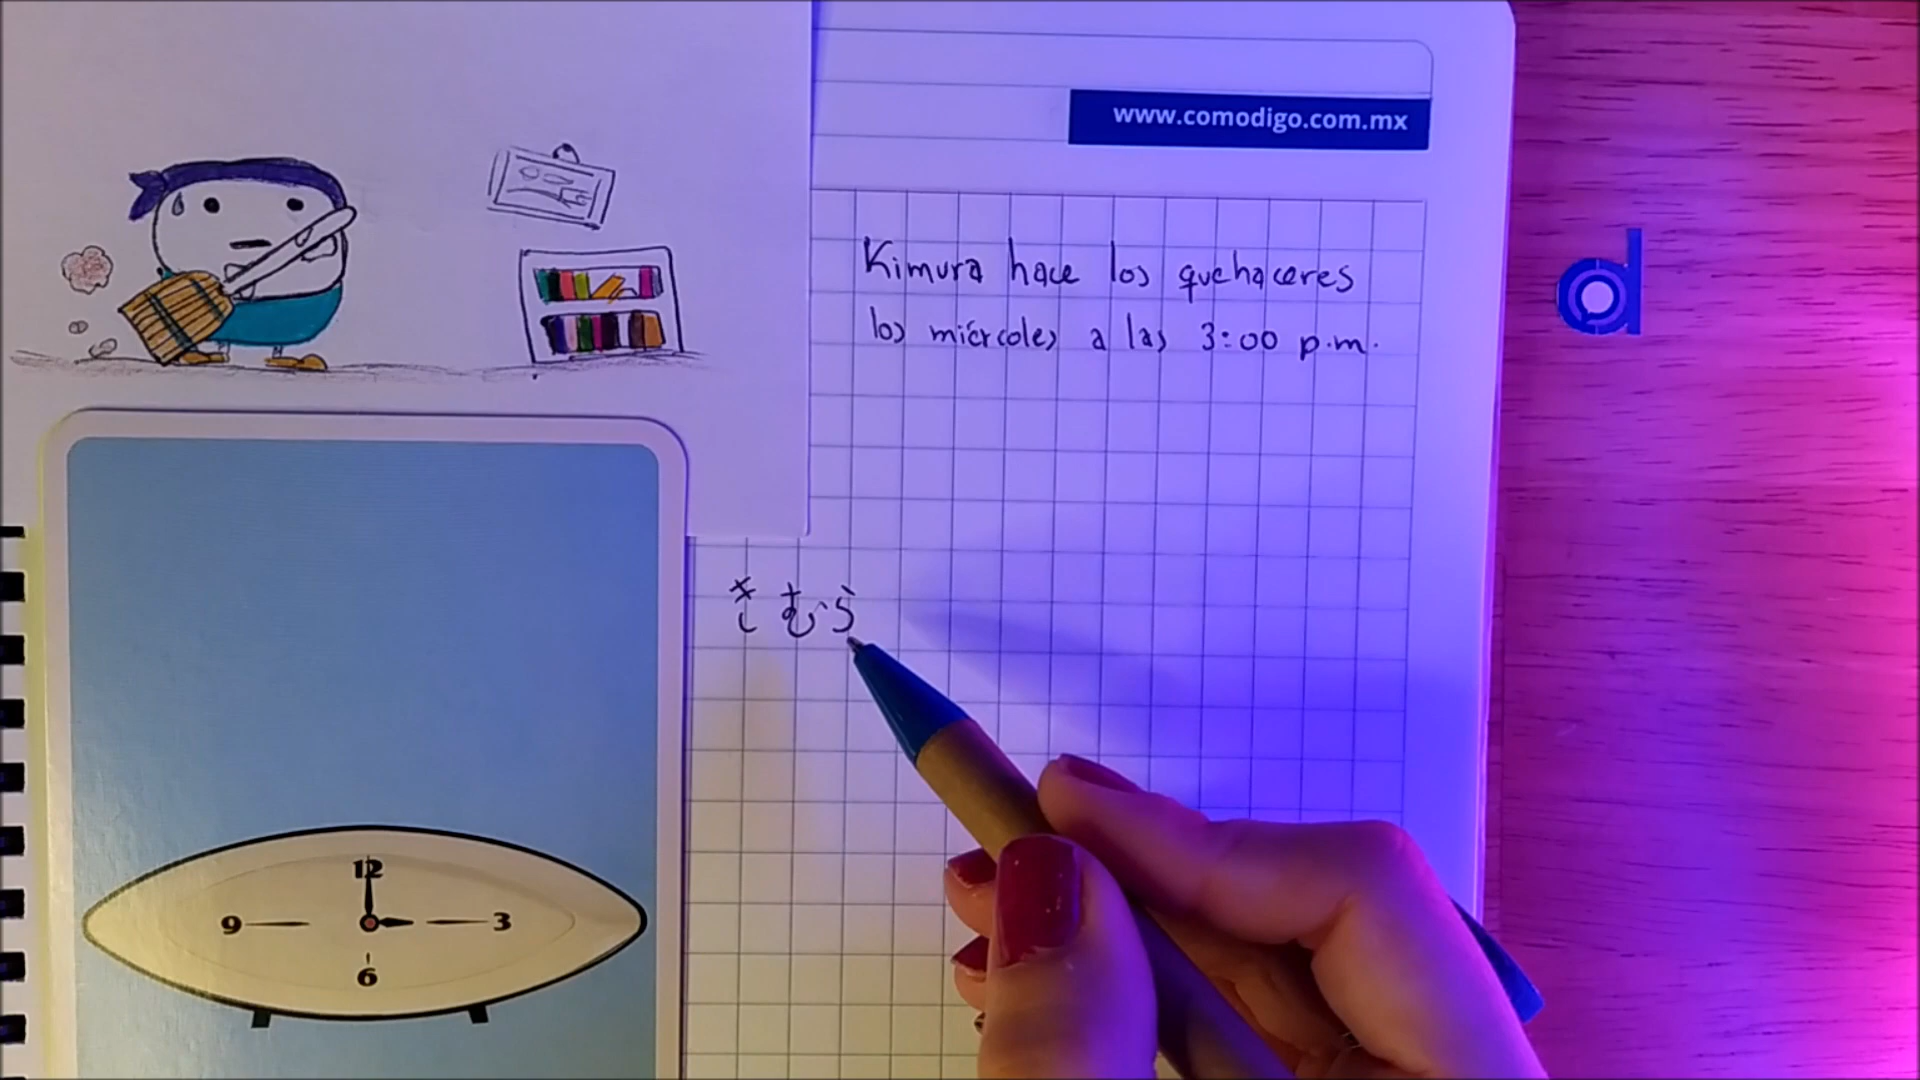 www.comodigo.com.mx
Kimura hace los quehaceres
los miércoles a las 3:00 p.m.
きむら
12
9
3
6
d